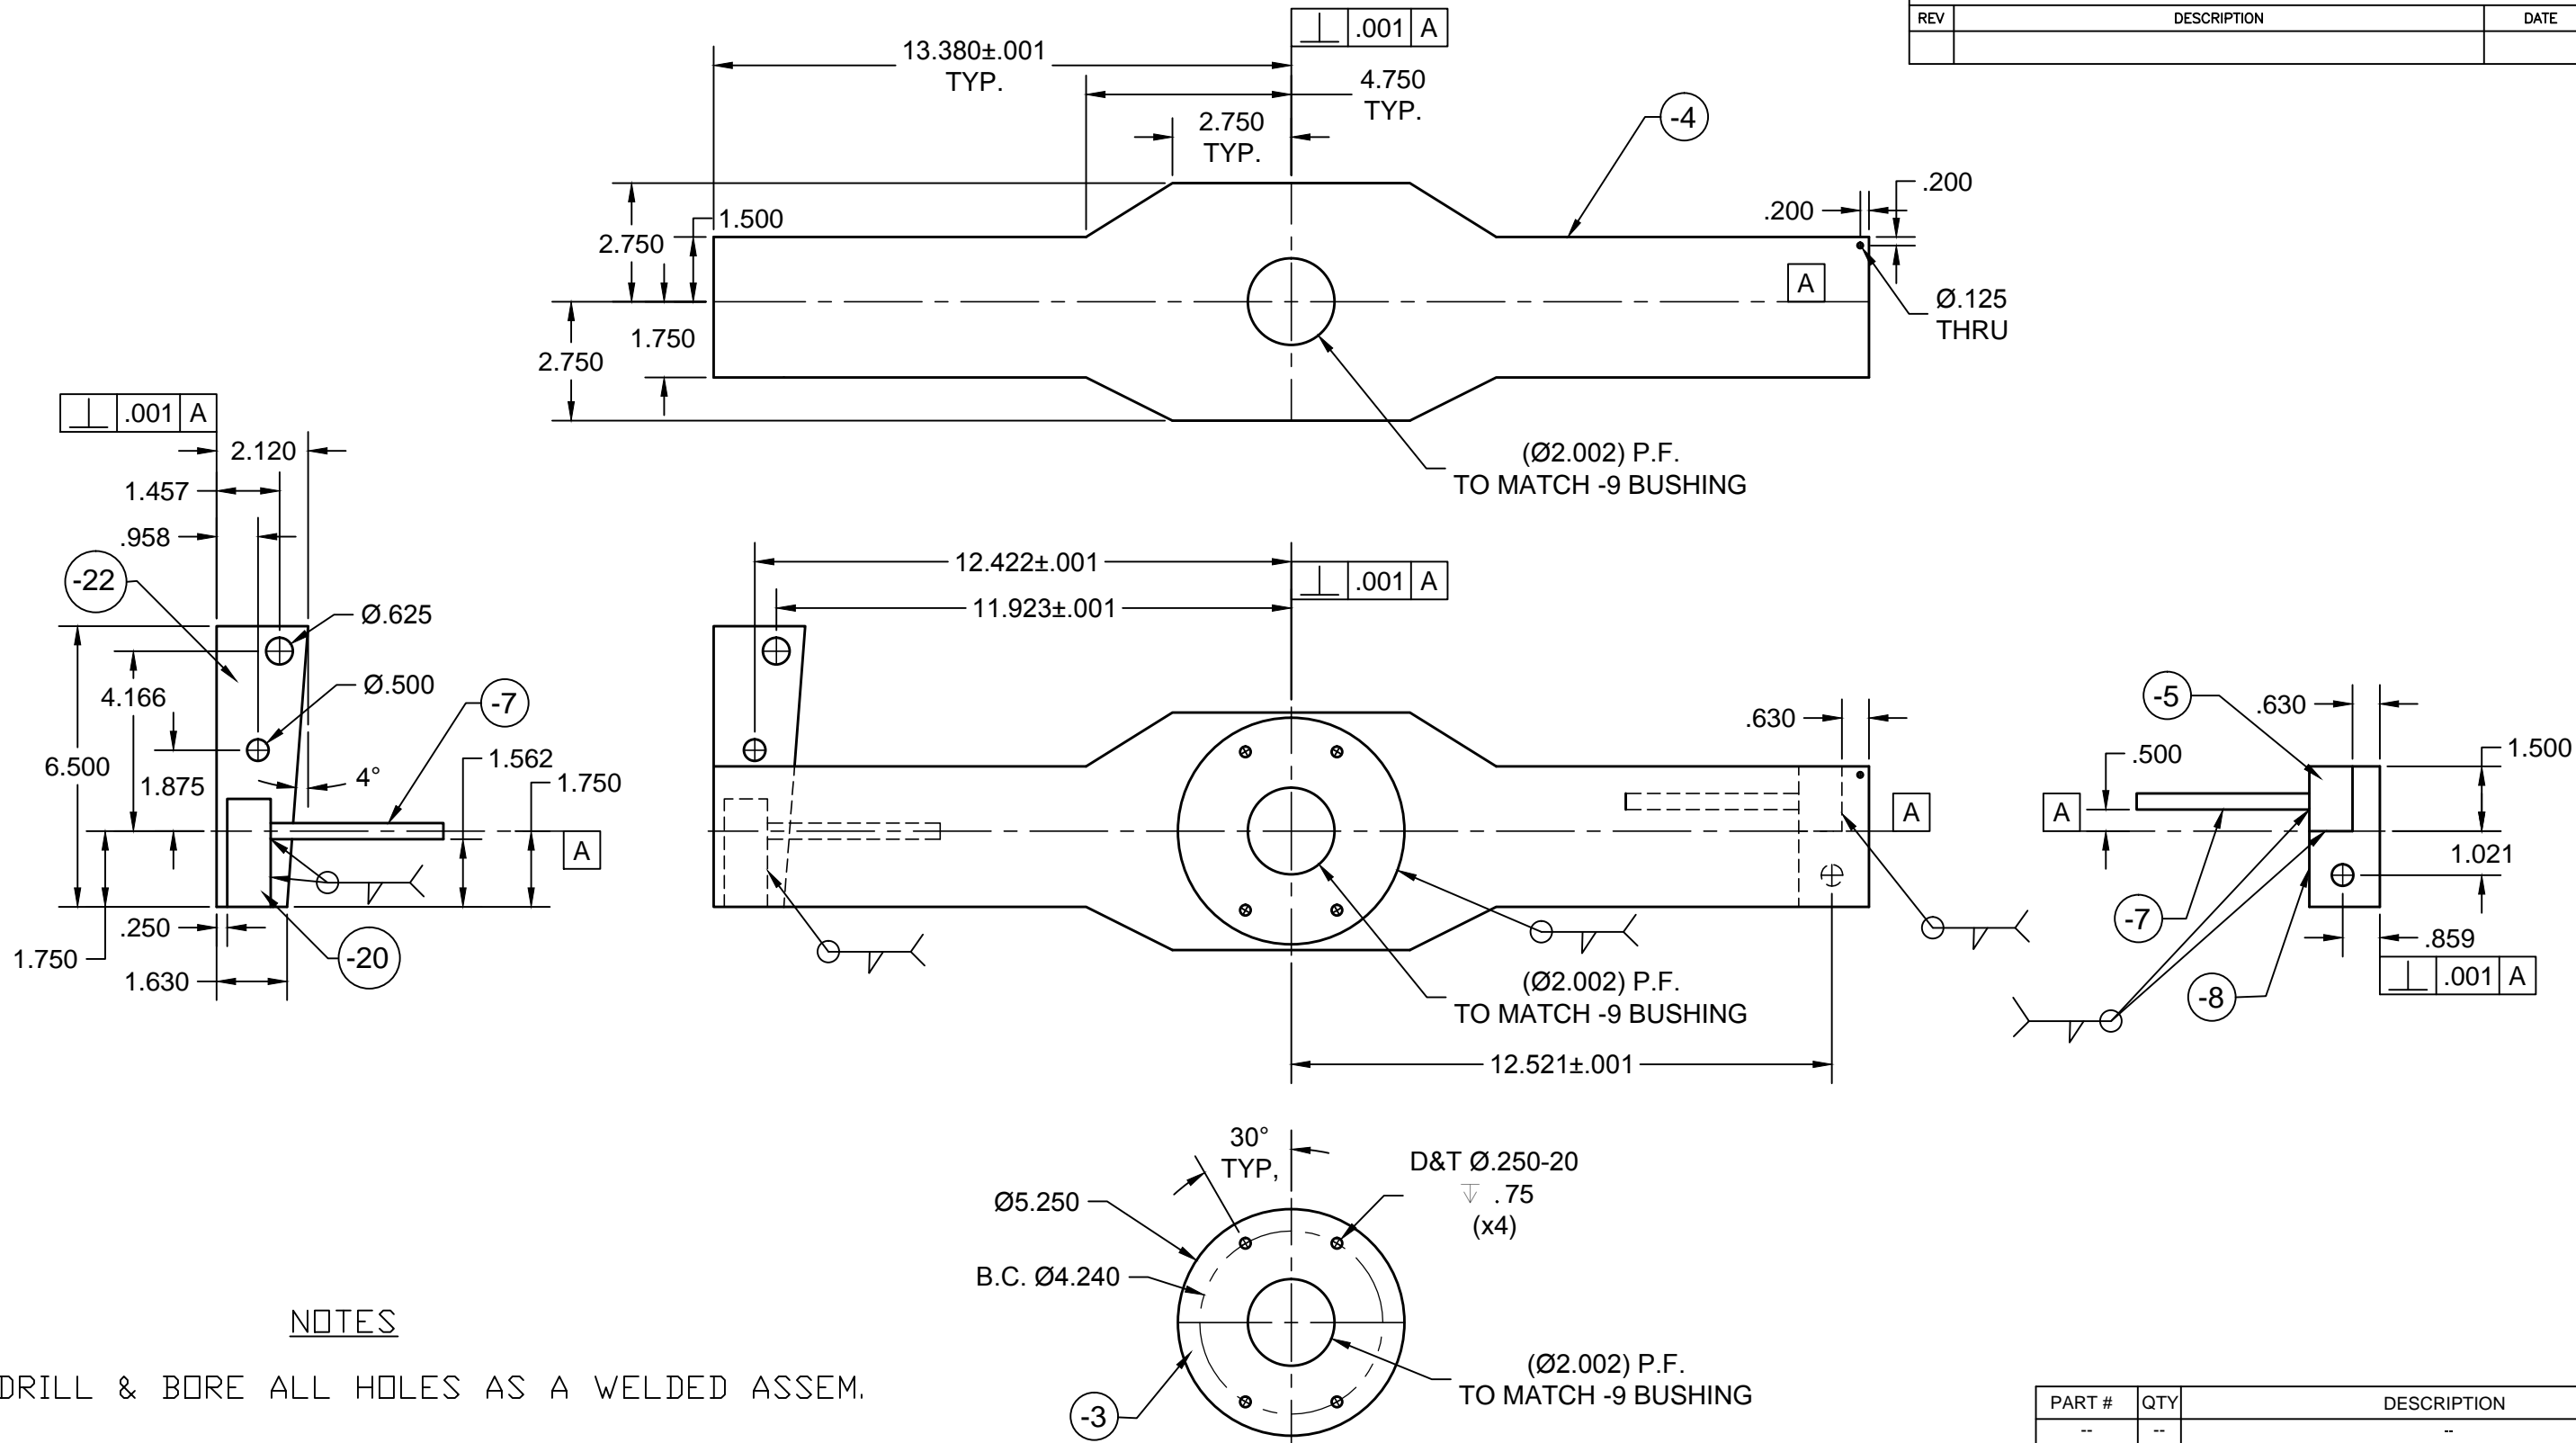 REV DESCRIPTION DATE
⊥ .001 A
13.380±.001
TYP.
4.750
TYP.
2.750
TYP.
-4
.200
.200
1.500
2.750
A
Ø.125
THRU
1.750
2.750
(Ø2.002) P.F.
TO MATCH -9 BUSHING
⊥ .001 A
2.120
1.457
.958
-22
Ø.625
4.166
Ø.500
-7
6.500
1.875
4°
1.562
1.750
A
.250
1.750
-20
1.630
12.422±.001
⊥ .001 A
11.923±.001
.630
A
(Ø2.002) P.F.
TO MATCH -9 BUSHING
12.521±.001
-5
.630
.500
1.500
A
1.021
-7
.859
-8
⊥ .001 A
30°
TYP,
D&T Ø.250-20
↧ .75
(x4)
Ø5.250
B.C. Ø4.240
(Ø2.002) P.F.
TO MATCH -9 BUSHING
-3
NOTES
DRILL & BORE ALL HOLES AS A WELDED ASSEM.
PART # QTY DESCRIPTION
-- -- --